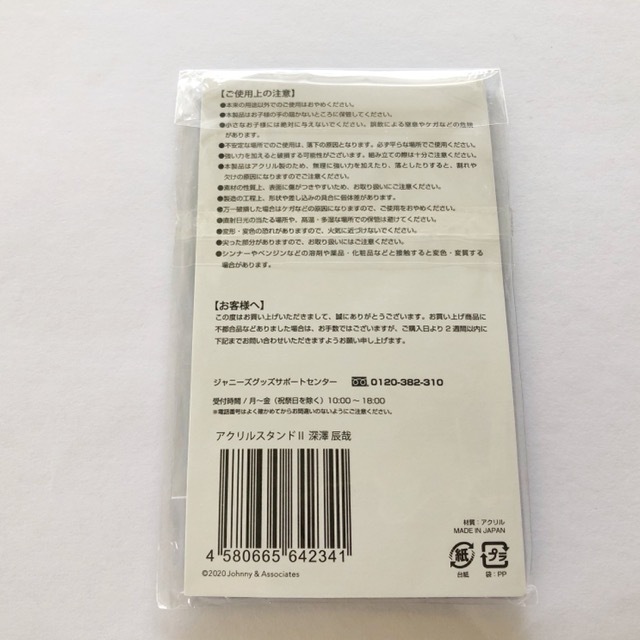 【ご使用上の注意】
●本来の用途以外でのご使用はおやめください。
●本製品はお子様の手の届かないところに保管してください。
●小さなお子様には絶対に与えないでください。誤飲による窒息やケガなどの危険
があります。
●不安定な場所でのご使用は、落下の原因となります。必ず平らな場所でご使用ください。
●強い力を加えると破損する可能性がございます。組み立ての際は十分ご注意ください。
●本製品はアクリル製のため、無理に強い力を加えたり、落としたりすると、割れや
欠けの原因になりますのでご注意ください。
●素材の性質上、表面に傷がつきやすいため、お取り扱いにご注意ください。
●製造の工程上、形状や差し込みの具合に個体差があります。
●万一破損した場合はケガなどの原因になりますので、ご使用をおやめください。
●直射日光の当たる場所や、高温・多湿な場所での保管は避けてください。
●変形・変色の恐れがありますので、火気に近づけないでください。
●尖った部分がありますので、お取り扱いにはご注意ください。
●シンナーやベンジンなどの溶剤や薬品・化粧品などと接触すると変色・変質する
場合があります。
【お客様へ】
この度はお買い上げいただきまして、誠にありがとうございます。お買い上げ商品に
不都合品などありました場合は、お手数ではございますが、ご購入日より2週間以内に
下記までお問い合わせいただきますようお願い申し上げます。
ジャニーズグッズサポートセンター 0120-382-310
受付時間 / 月〜金（祝祭日を除く）10:00〜18:00
※電話番号はよく確かめてからお間違いのないようにご注意ください。
アクリルスタンドⅡ 深澤 辰哉
4 580665 642341
©2020 Johnny & Associates
材質：アクリル
MADE IN JAPAN
紙 プラ
台紙 袋：PP